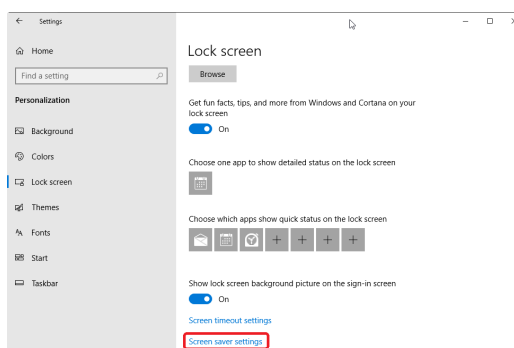 Settings
Home
Find a setting
Personalization
Background
Colors
Lock screen
Themes
Fonts
Start
Taskbar
Lock screen
Browse
Get fun facts, tips, and more from Windows and Cortana on your
lock screen
On
Choose one app to show detailed status on the lock screen
Choose which apps show quick status on the lock screen
Show lock screen background picture on the sign-in screen
On
Screen timeout settings
Screen saver settings